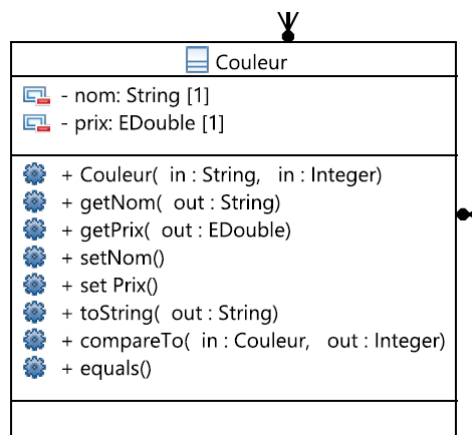 Couleur
- nom: String [1]
- prix: EDouble [1]
+ Couleur( in : String, in : Integer)
+ getNom( out : String)
+ getPrix( out : EDouble)
+ setNom()
+ set Prix()
+ toString( out : String)
+ compareTo( in : Couleur, out : Integer)
+ equals()